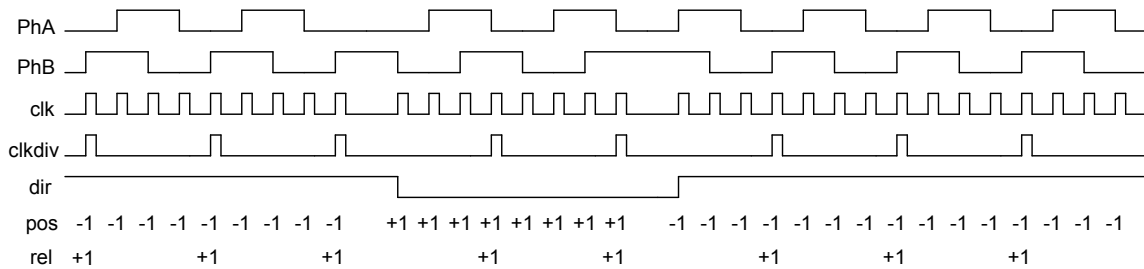 PhA
PhB
clk
clkdiv
dir
pos -1 -1 -1 -1 -1 -1 -1 -1 -1 +1 +1 +1 +1 +1 +1 +1 +1 -1 -1 -1 -1 -1 -1 -1 -1 -1 -1 -1 -1 -1 -1 -1
rel +1 +1 +1 +1 +1 +1 +1 +1